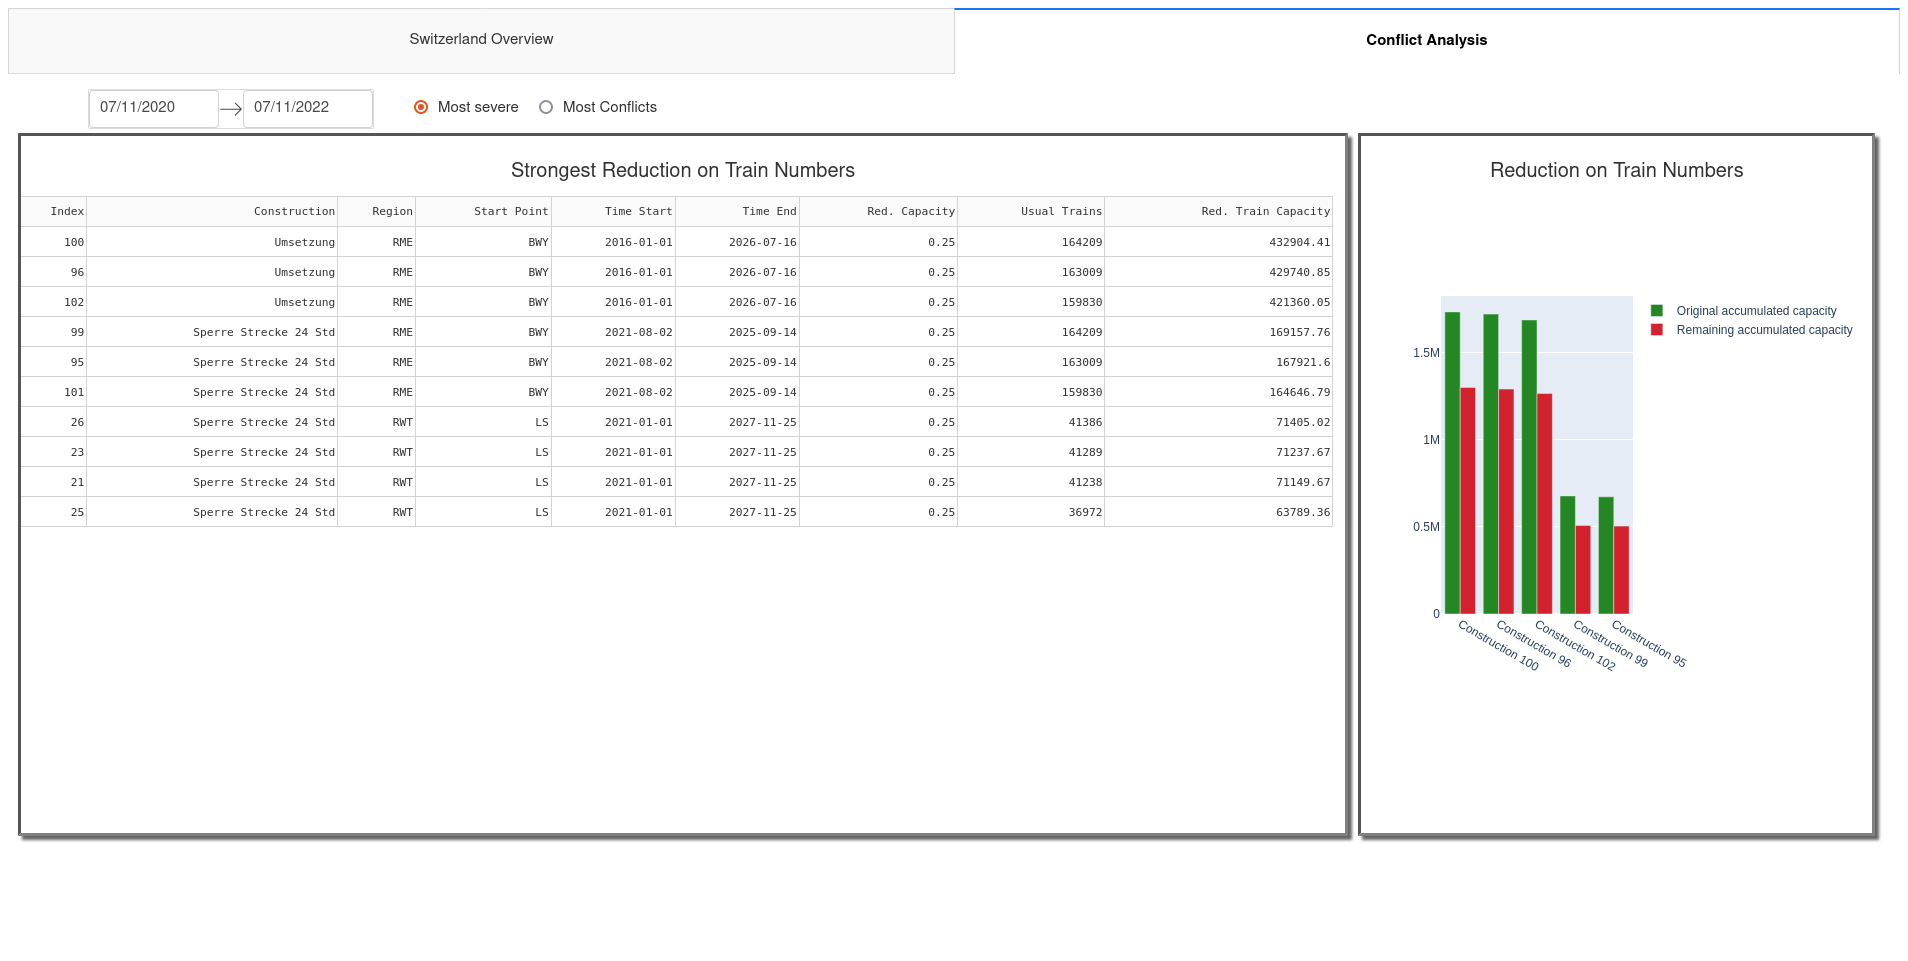 Switzerland Overview
Conflict Analysis
07/11/2020 → 07/11/2022 Most severe Most Conflicts
Strongest Reduction on Train Numbers
Index Construction Region Start Point Time Start Time End Red. Capacity Usual Trains Red. Train Capacity
100 Umsetzung RME BWY 2016-01-01 2026-07-16 0.25 164209 432904.41
96 Umsetzung RME BWY 2016-01-01 2026-07-16 0.25 163009 429740.85
102 Umsetzung RME BWY 2016-01-01 2026-07-16 0.25 159830 421360.05
99 Sperre Strecke 24 Std RME BWY 2021-08-02 2025-09-14 0.25 164209 169157.76
95 Sperre Strecke 24 Std RME BWY 2021-08-02 2025-09-14 0.25 163009 167921.6
101 Sperre Strecke 24 Std RME BWY 2021-08-02 2025-09-14 0.25 159830 164646.79
26 Sperre Strecke 24 Std RWT LS 2021-01-01 2027-11-25 0.25 41386 71405.02
23 Sperre Strecke 24 Std RWT LS 2021-01-01 2027-11-25 0.25 41289 71237.67
21 Sperre Strecke 24 Std RWT LS 2021-01-01 2027-11-25 0.25 41238 71149.67
25 Sperre Strecke 24 Std RWT LS 2021-01-01 2027-11-25 0.25 36972 63789.36
Reduction on Train Numbers
Original accumulated capacity
Remaining accumulated capacity
1.5M
1M
0.5M
0
Construction 100
Construction 96
Construction 102
Construction 99
Construction 95